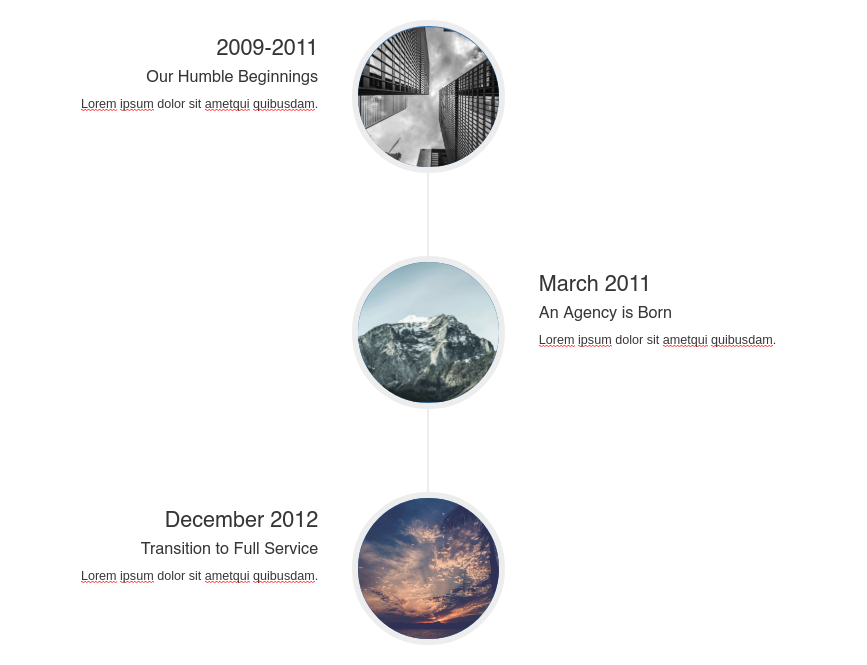 2009-2011
Our Humble Beginnings
Lorem ipsum dolor sit ametqui quibusdam.
March 2011
An Agency is Born
Lorem ipsum dolor sit ametqui quibusdam.
December 2012
Transition to Full Service
Lorem ipsum dolor sit ametqui quibusdam.